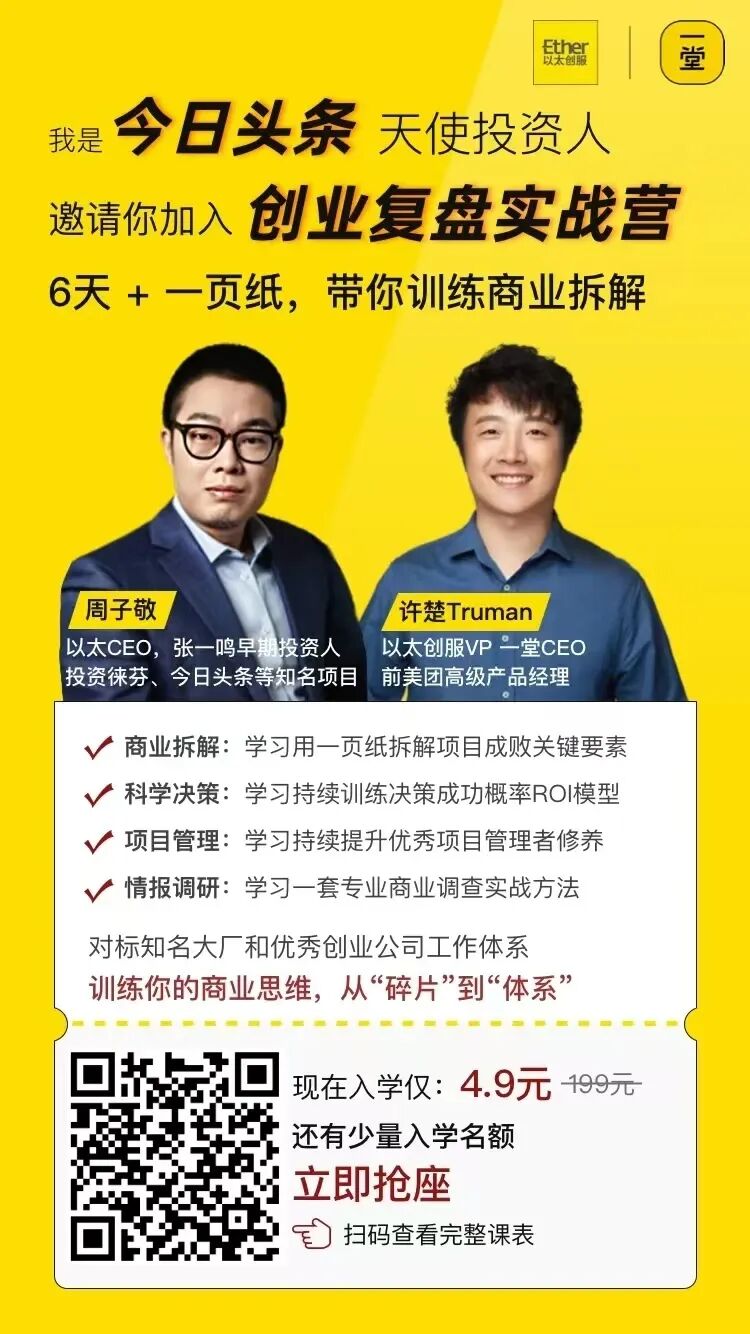 Ether
以太创服
一堂
我是 今日头条 天使投资人
邀请你加入 创业复盘实战营
6天 + 一页纸，带你训练商业拆解
周子敬
以太CEO，张一鸣早期投资人
投资徕芬、今日头条等知名项目
许楚Truman
以太创服VP 一堂CEO
前美团高级产品经理
商业拆解：学习用一页纸拆解项目成败关键要素
科学决策：学习持续训练决策成功概率ROI模型
项目管理：学习持续提升优秀项目管理者修养
情报调研：学习一套专业商业调查实战方法
对标知名大厂和优秀创业公司工作体系
训练你的商业思维，从“碎片”到“体系”
现在入学仅：4.9元 199元
还有少量入学名额
立即抢座
扫码查看完整课表